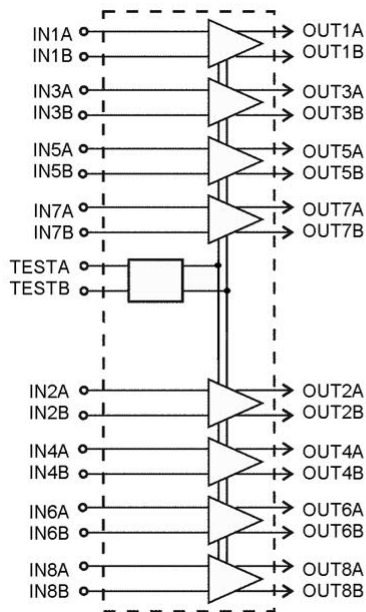 IN1A OUT1A
IN1B OUT1B
IN3A OUT3A
IN3B OUT3B
IN5A OUT5A
IN5B OUT5B
IN7A OUT7A
IN7B OUT7B
TESTA
TESTB
IN2A OUT2A
IN2B OUT2B
IN4A OUT4A
IN4B OUT4B
IN6A OUT6A
IN6B OUT6B
IN8A OUT8A
IN8B OUT8B